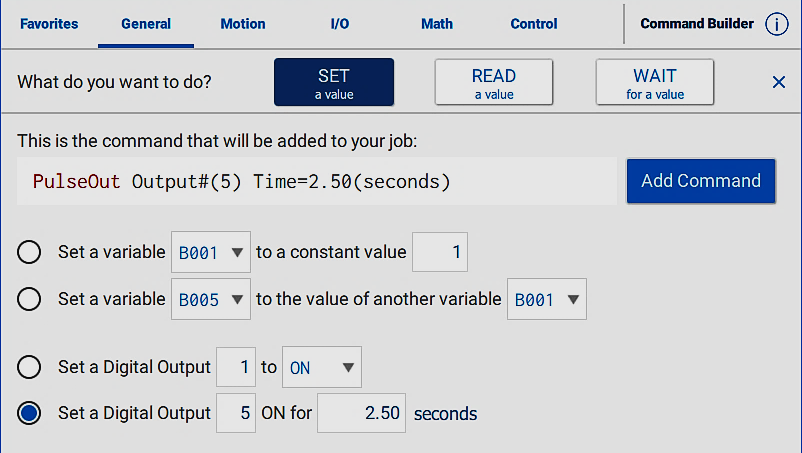 Favorites General Motion I/O Math Control Command Builder i
What do you want to do? SET READ WAIT
a value a value for a value
This is the command that will be added to your job:
PulseOut Output#(5) Time=2.50(seconds) Add Command
Set a variable B001 to a constant value 1
Set a variable B005 to the value of another variable B001
Set a Digital Output 1 to ON
Set a Digital Output 5 ON for 2.50 seconds